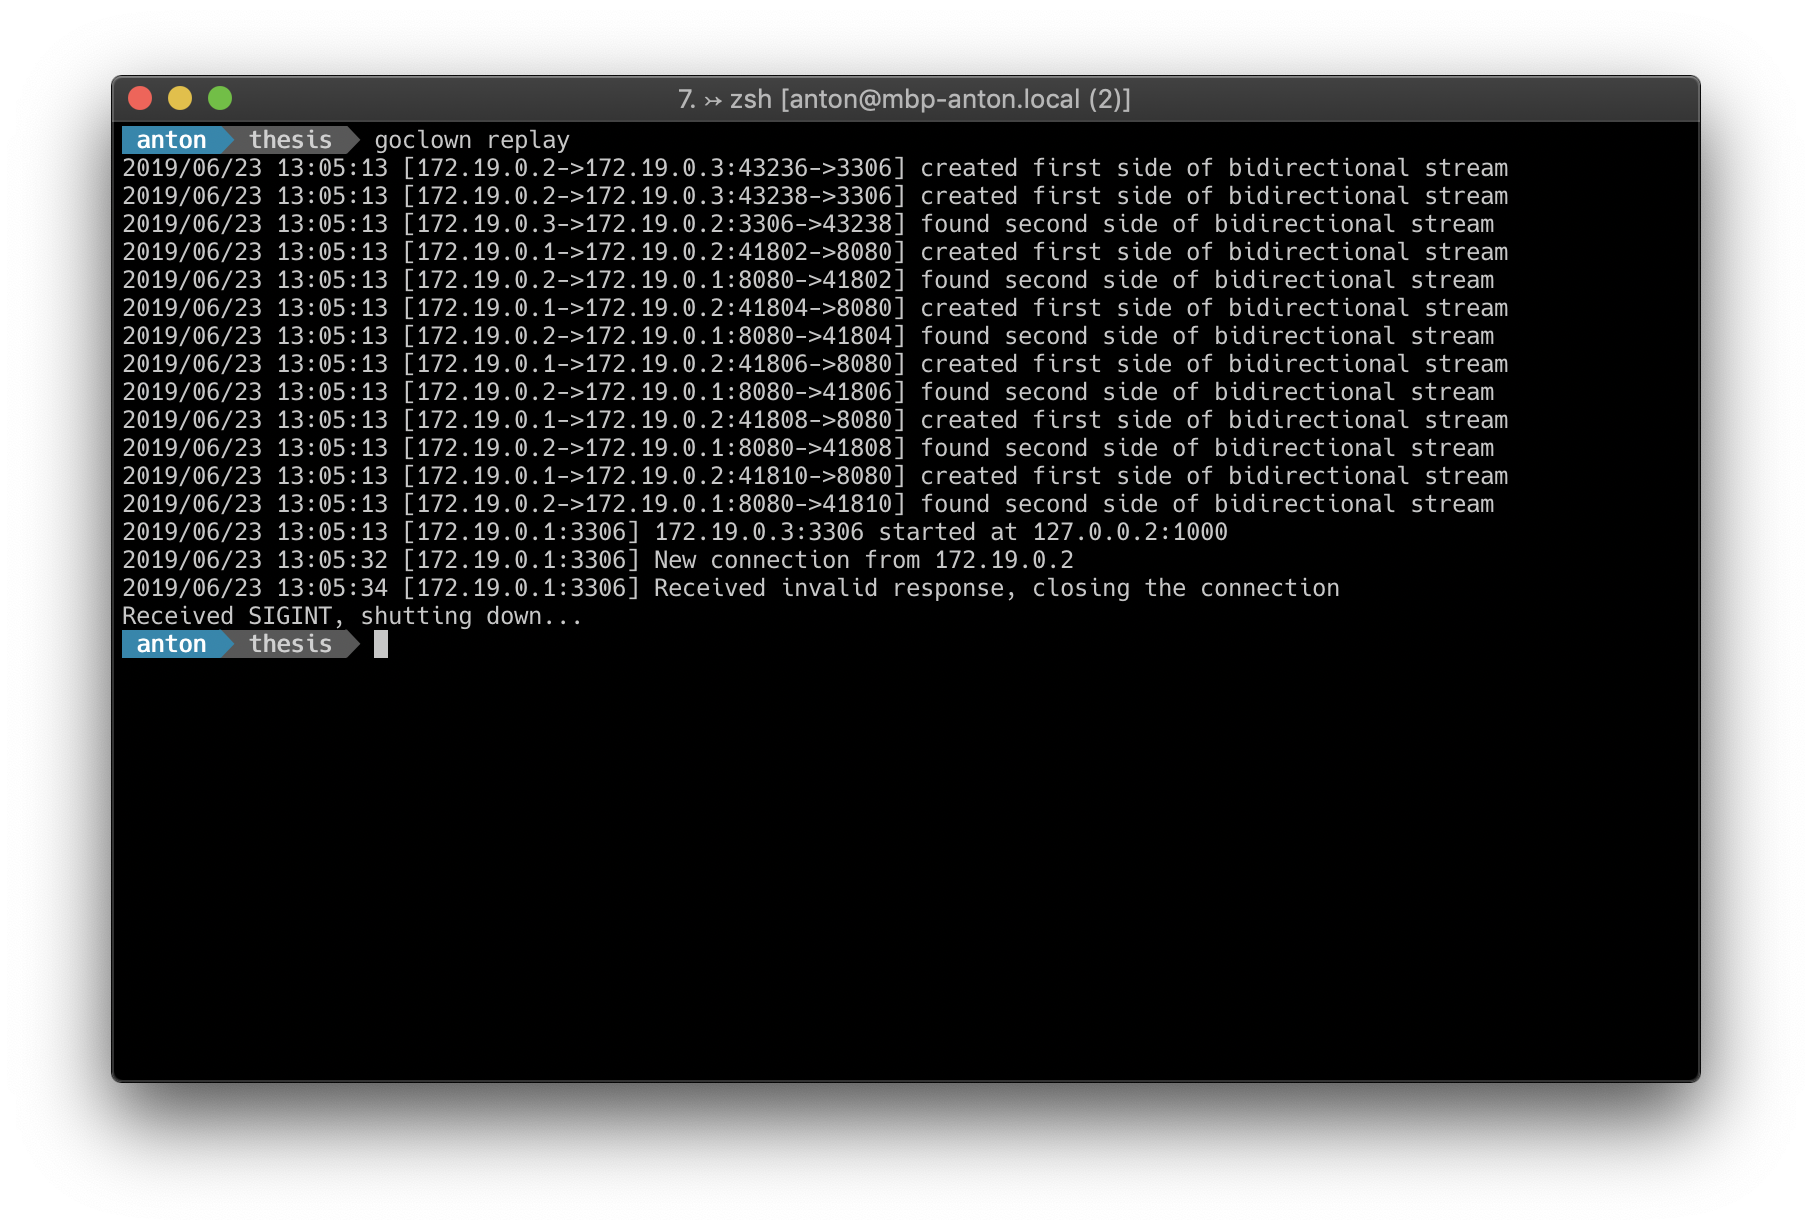 7. ↣ zsh [anton@mbp-anton.local (2)]
anton thesis goclown replay
2019/06/23 13:05:13 [172.19.0.2->172.19.0.3:43236->3306] created first side of bidirectional stream
2019/06/23 13:05:13 [172.19.0.2->172.19.0.3:43238->3306] created first side of bidirectional stream
2019/06/23 13:05:13 [172.19.0.3->172.19.0.2:3306->43238] found second side of bidirectional stream
2019/06/23 13:05:13 [172.19.0.1->172.19.0.2:41802->8080] created first side of bidirectional stream
2019/06/23 13:05:13 [172.19.0.2->172.19.0.1:8080->41802] found second side of bidirectional stream
2019/06/23 13:05:13 [172.19.0.1->172.19.0.2:41804->8080] created first side of bidirectional stream
2019/06/23 13:05:13 [172.19.0.2->172.19.0.1:8080->41804] found second side of bidirectional stream
2019/06/23 13:05:13 [172.19.0.1->172.19.0.2:41806->8080] created first side of bidirectional stream
2019/06/23 13:05:13 [172.19.0.2->172.19.0.1:8080->41806] found second side of bidirectional stream
2019/06/23 13:05:13 [172.19.0.1->172.19.0.2:41808->8080] created first side of bidirectional stream
2019/06/23 13:05:13 [172.19.0.2->172.19.0.1:8080->41808] found second side of bidirectional stream
2019/06/23 13:05:13 [172.19.0.1->172.19.0.2:41810->8080] created first side of bidirectional stream
2019/06/23 13:05:13 [172.19.0.2->172.19.0.1:8080->41810] found second side of bidirectional stream
2019/06/23 13:05:13 [172.19.0.1:3306] 172.19.0.3:3306 started at 127.0.0.2:1000
2019/06/23 13:05:32 [172.19.0.1:3306] New connection from 172.19.0.2
2019/06/23 13:05:34 [172.19.0.1:3306] Received invalid response, closing the connection
Received SIGINT, shutting down...
anton thesis